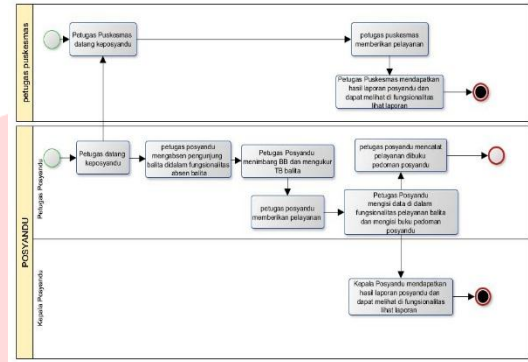 petugas puskesmas
Petugas Puskesmas
datang keposyandu
petugas puskesmas
memberikan pelayanan
Petugas Puskesmas mendapatkan
hasil laporan posyandu dan
dapat melihat di fungsionalitas
lihat laporan
POSYANDU
Petugas Posyandu
Petugas datang
keposyandu
petugas posyandu
mengabsen pengunjung
balita didalam fungsionalitas
absen balita
Petugas Posyandu
menimbang BB dan mengukur
TB balita
petugas posyandu
memberikan pelayanan
petugas posyandu mencatat
pelayanan dibuku
pedoman posyandu
Petugas Posyandu
mengisi data di dalam
fungsionalitas pelayanan balita
dan mengisi buku pedoman
posyandu
Kepala Posyandu
Kepala Posyandu mendapatkan
hasil laporan posyandu dan
dapat melihat di fungsionalitas
lihat laporan